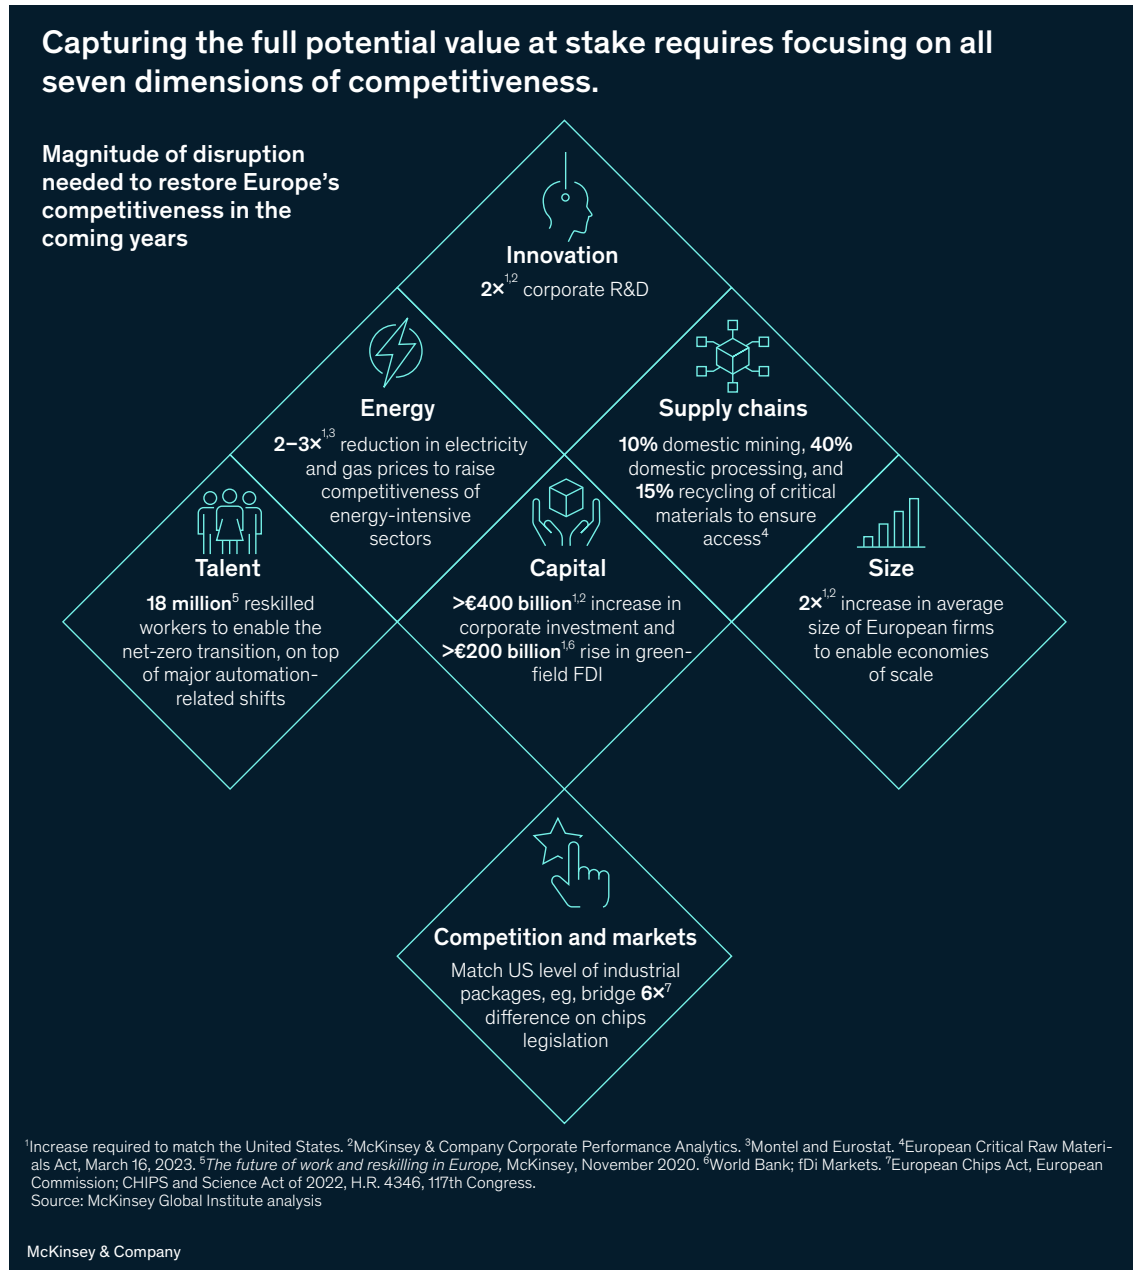 Capturing the full potential value at stake requires focusing on all
seven dimensions of competitiveness.
Magnitude of disruption
needed to restore Europe’s
competitiveness in the
coming years
Innovation
2×1,2 corporate R&D
Energy
2–3×1,3 reduction in electricity
and gas prices to raise
competitiveness of
energy-intensive
sectors
Supply chains
10% domestic mining, 40%
domestic processing, and
15% recycling of critical
materials to ensure
access4
Talent
18 million5 reskilled
workers to enable the
net-zero transition, on top
of major automation-
related shifts
Capital
>€400 billion1,2 increase in
corporate investment and
>€200 billion1,6 rise in green-
field FDI
Size
2×1,2 increase in average
size of European firms
to enable economies
of scale
Competition and markets
Match US level of industrial
packages, eg, bridge 6×7
difference on chips
legislation
1Increase required to match the United States. 2McKinsey & Company Corporate Performance Analytics. 3Montel and Eurostat. 4European Critical Raw Materi-
als Act, March 16, 2023. 5The future of work and reskilling in Europe, McKinsey, November 2020. 6World Bank; fDi Markets. 7European Chips Act, European
Commission; CHIPS and Science Act of 2022, H.R. 4346, 117th Congress.
Source: McKinsey Global Institute analysis
McKinsey & Company